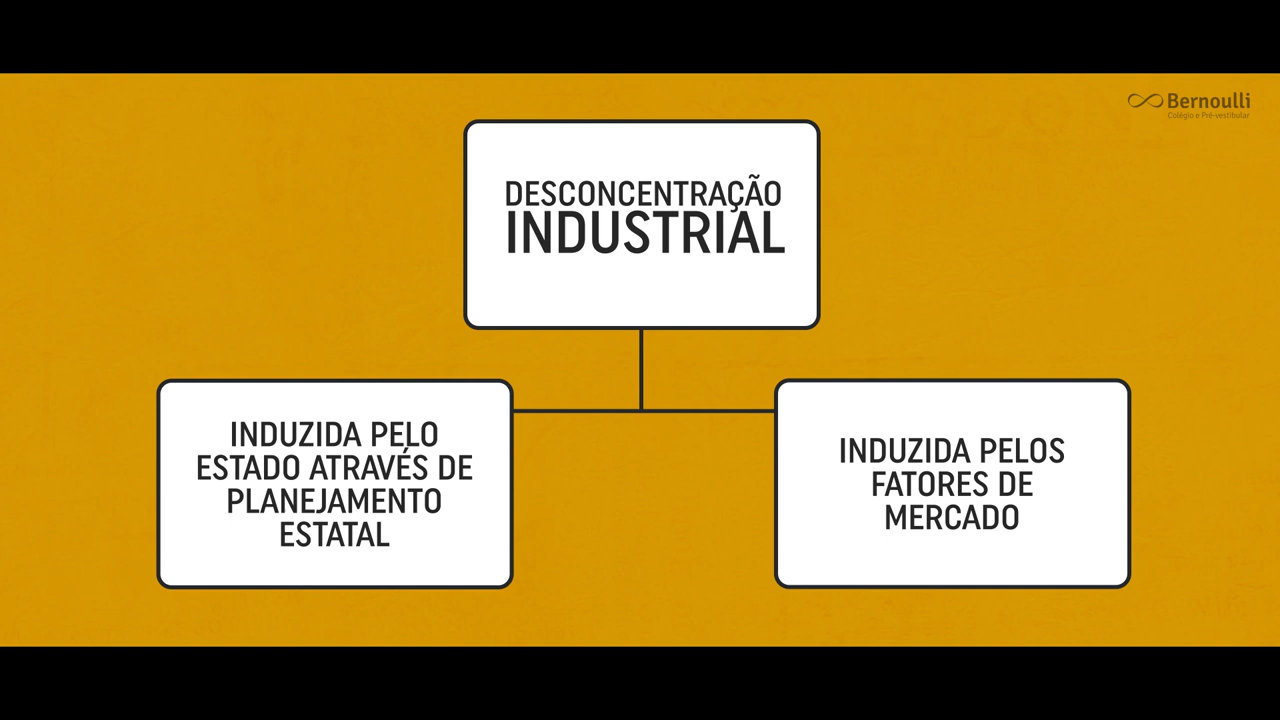 Bernoulli
Colégio e Pré-vestibular
DESCONCENTRAÇÃO
INDUSTRIAL
INDUZIDA PELO
ESTADO ATRAVÉS DE
PLANEJAMENTO
ESTATAL
INDUZIDA PELOS
FATORES DE
MERCADO